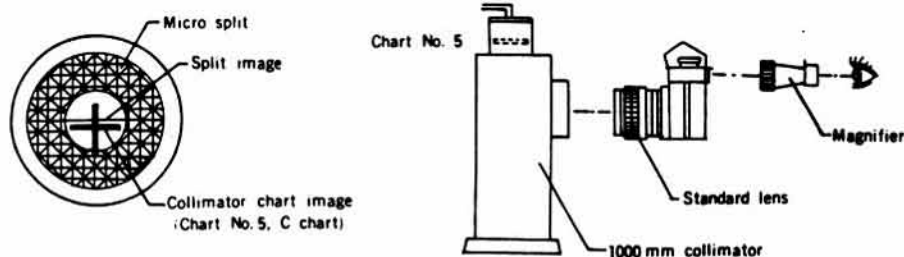 Micro split
Split image
Collimator chart image
(Chart No. 5, C chart)
Chart No. 5
Magnifier
Standard lens
1000 mm collimator